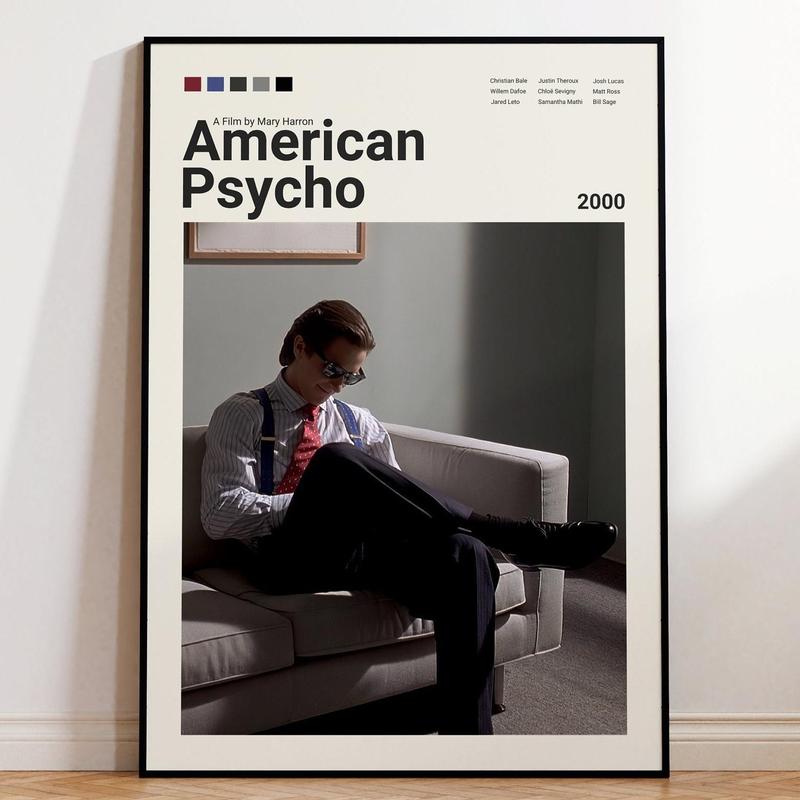 Christian Bale Justin Theroux Josh Lucas
Willem Dafoe Chloë Sevigny Matt Ross
Jared Leto Samantha Mathi Bill Sage
A Film by Mary Harron
American
Psycho
2000